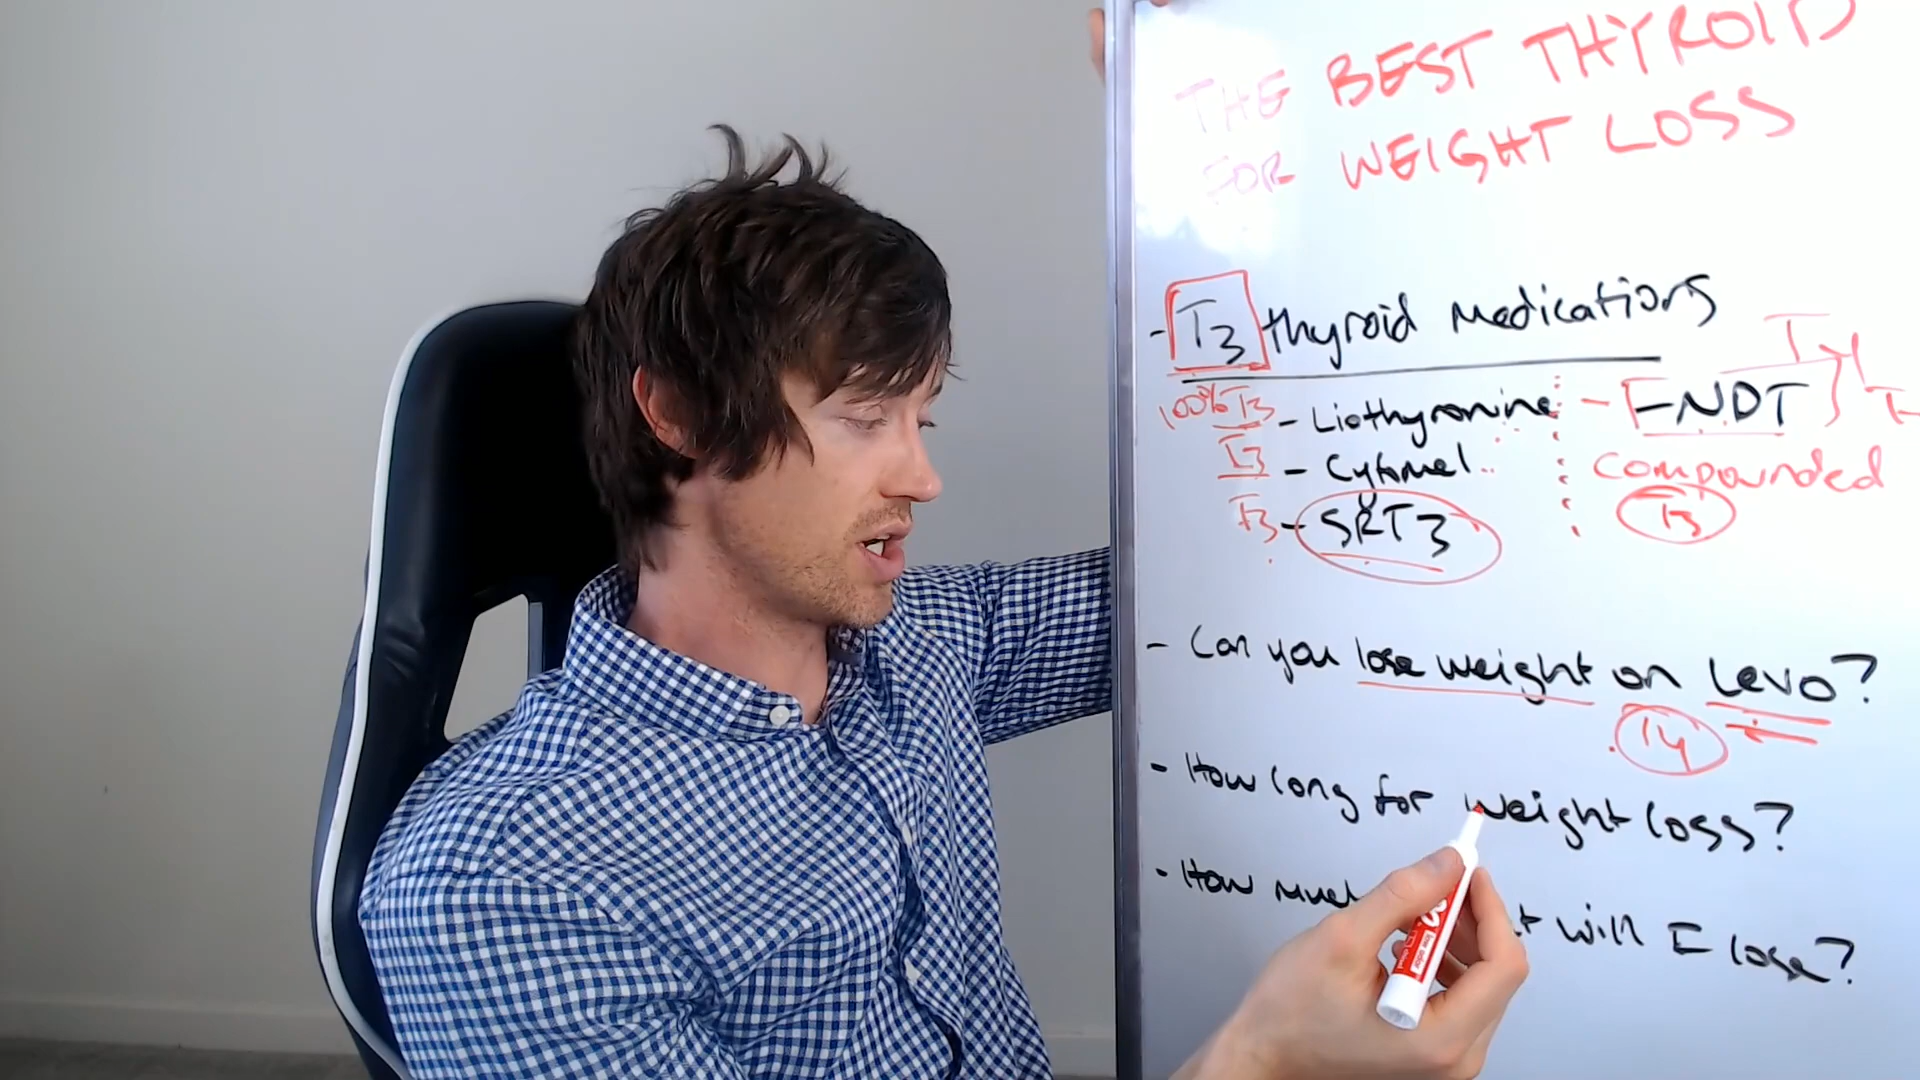 THE BEST THYROID
FOR WEIGHT LOSS
- T3 thyroid medications
100% T3 - Liothyronine
T3 - Cytomel
T3 - SRT3
- NDT
T4
compounded
T3
- Can you lose weight on Levo?
T4
- How long for weight loss?
- How much will I lose?